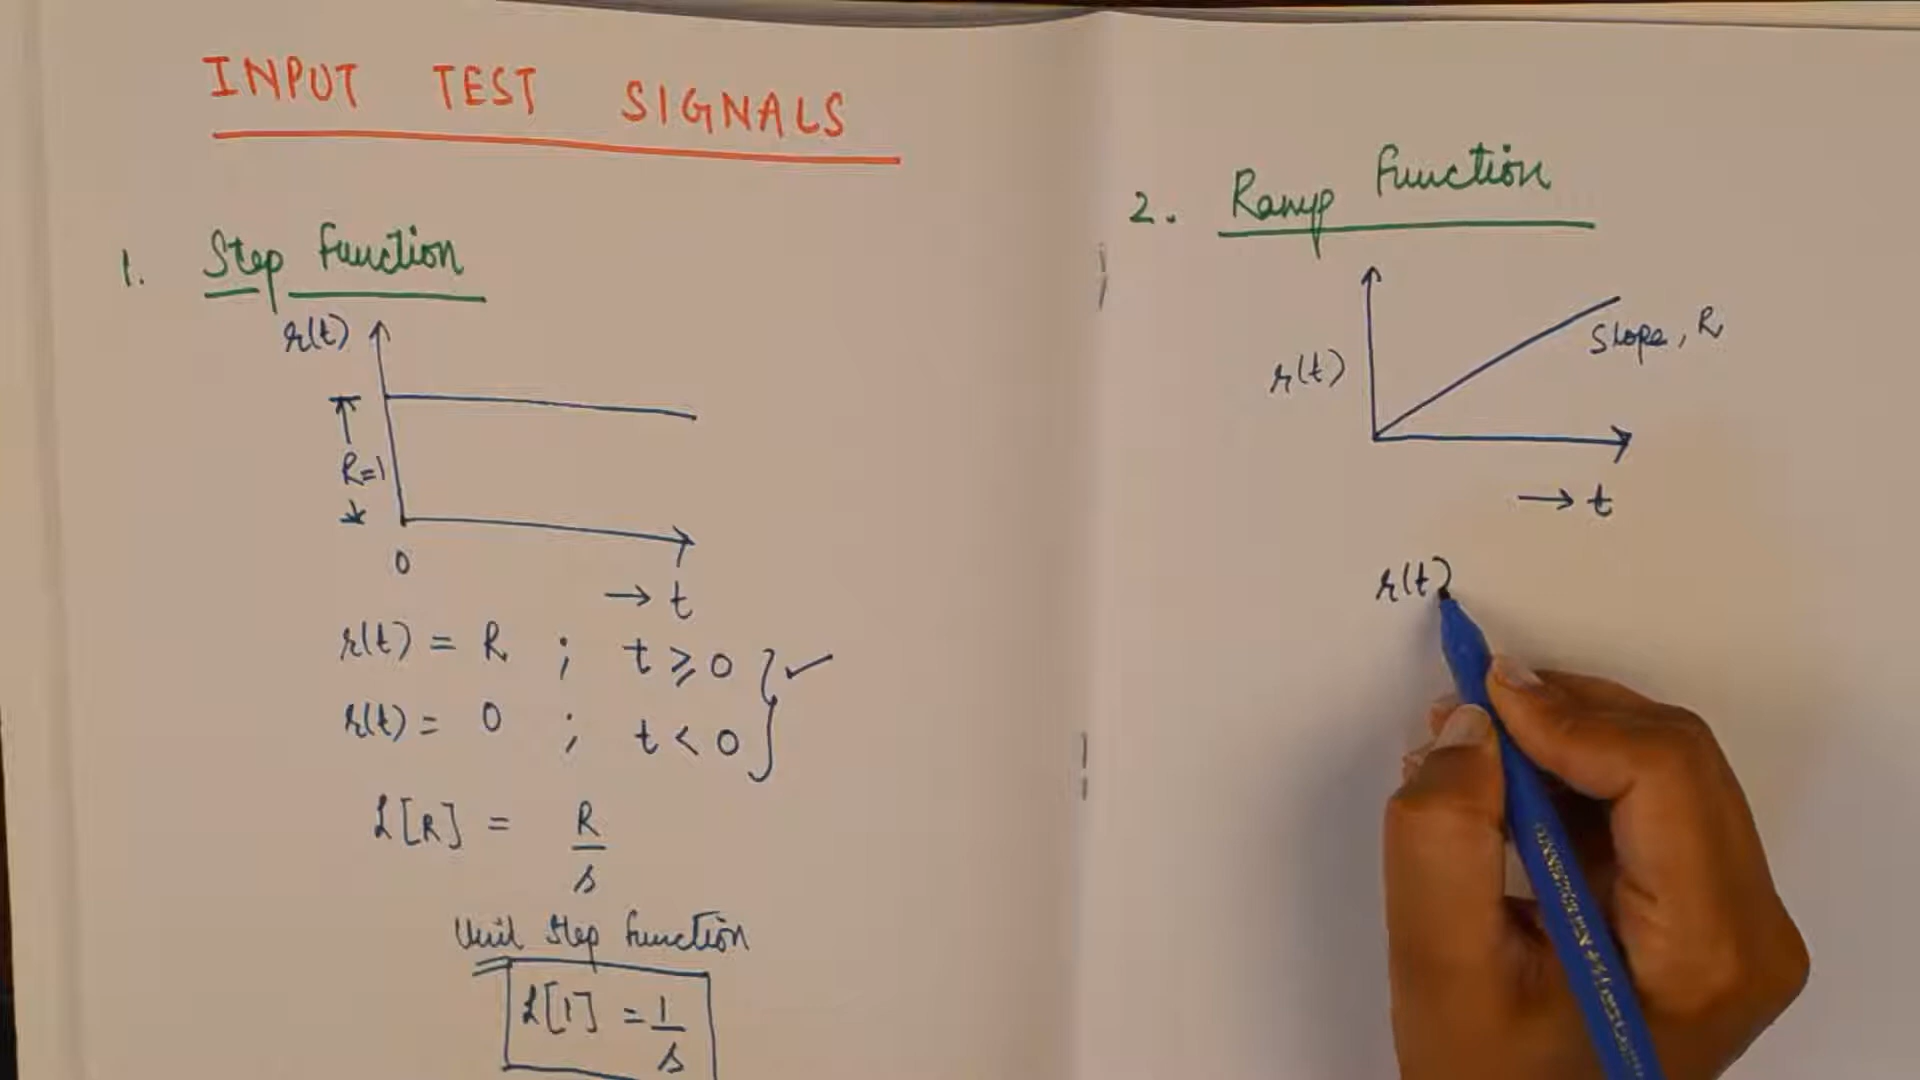 INPUT TEST SIGNALS
1. Step function
r(t)
R=1
0
→ t
r(t) = R ; t ≥ 0
r(t) = 0 ; t < 0
L[R] = R/s
Unit Step function
L[1] = 1/s
2. Ramp function
Slope, R
r(t)
→ t
r(t)